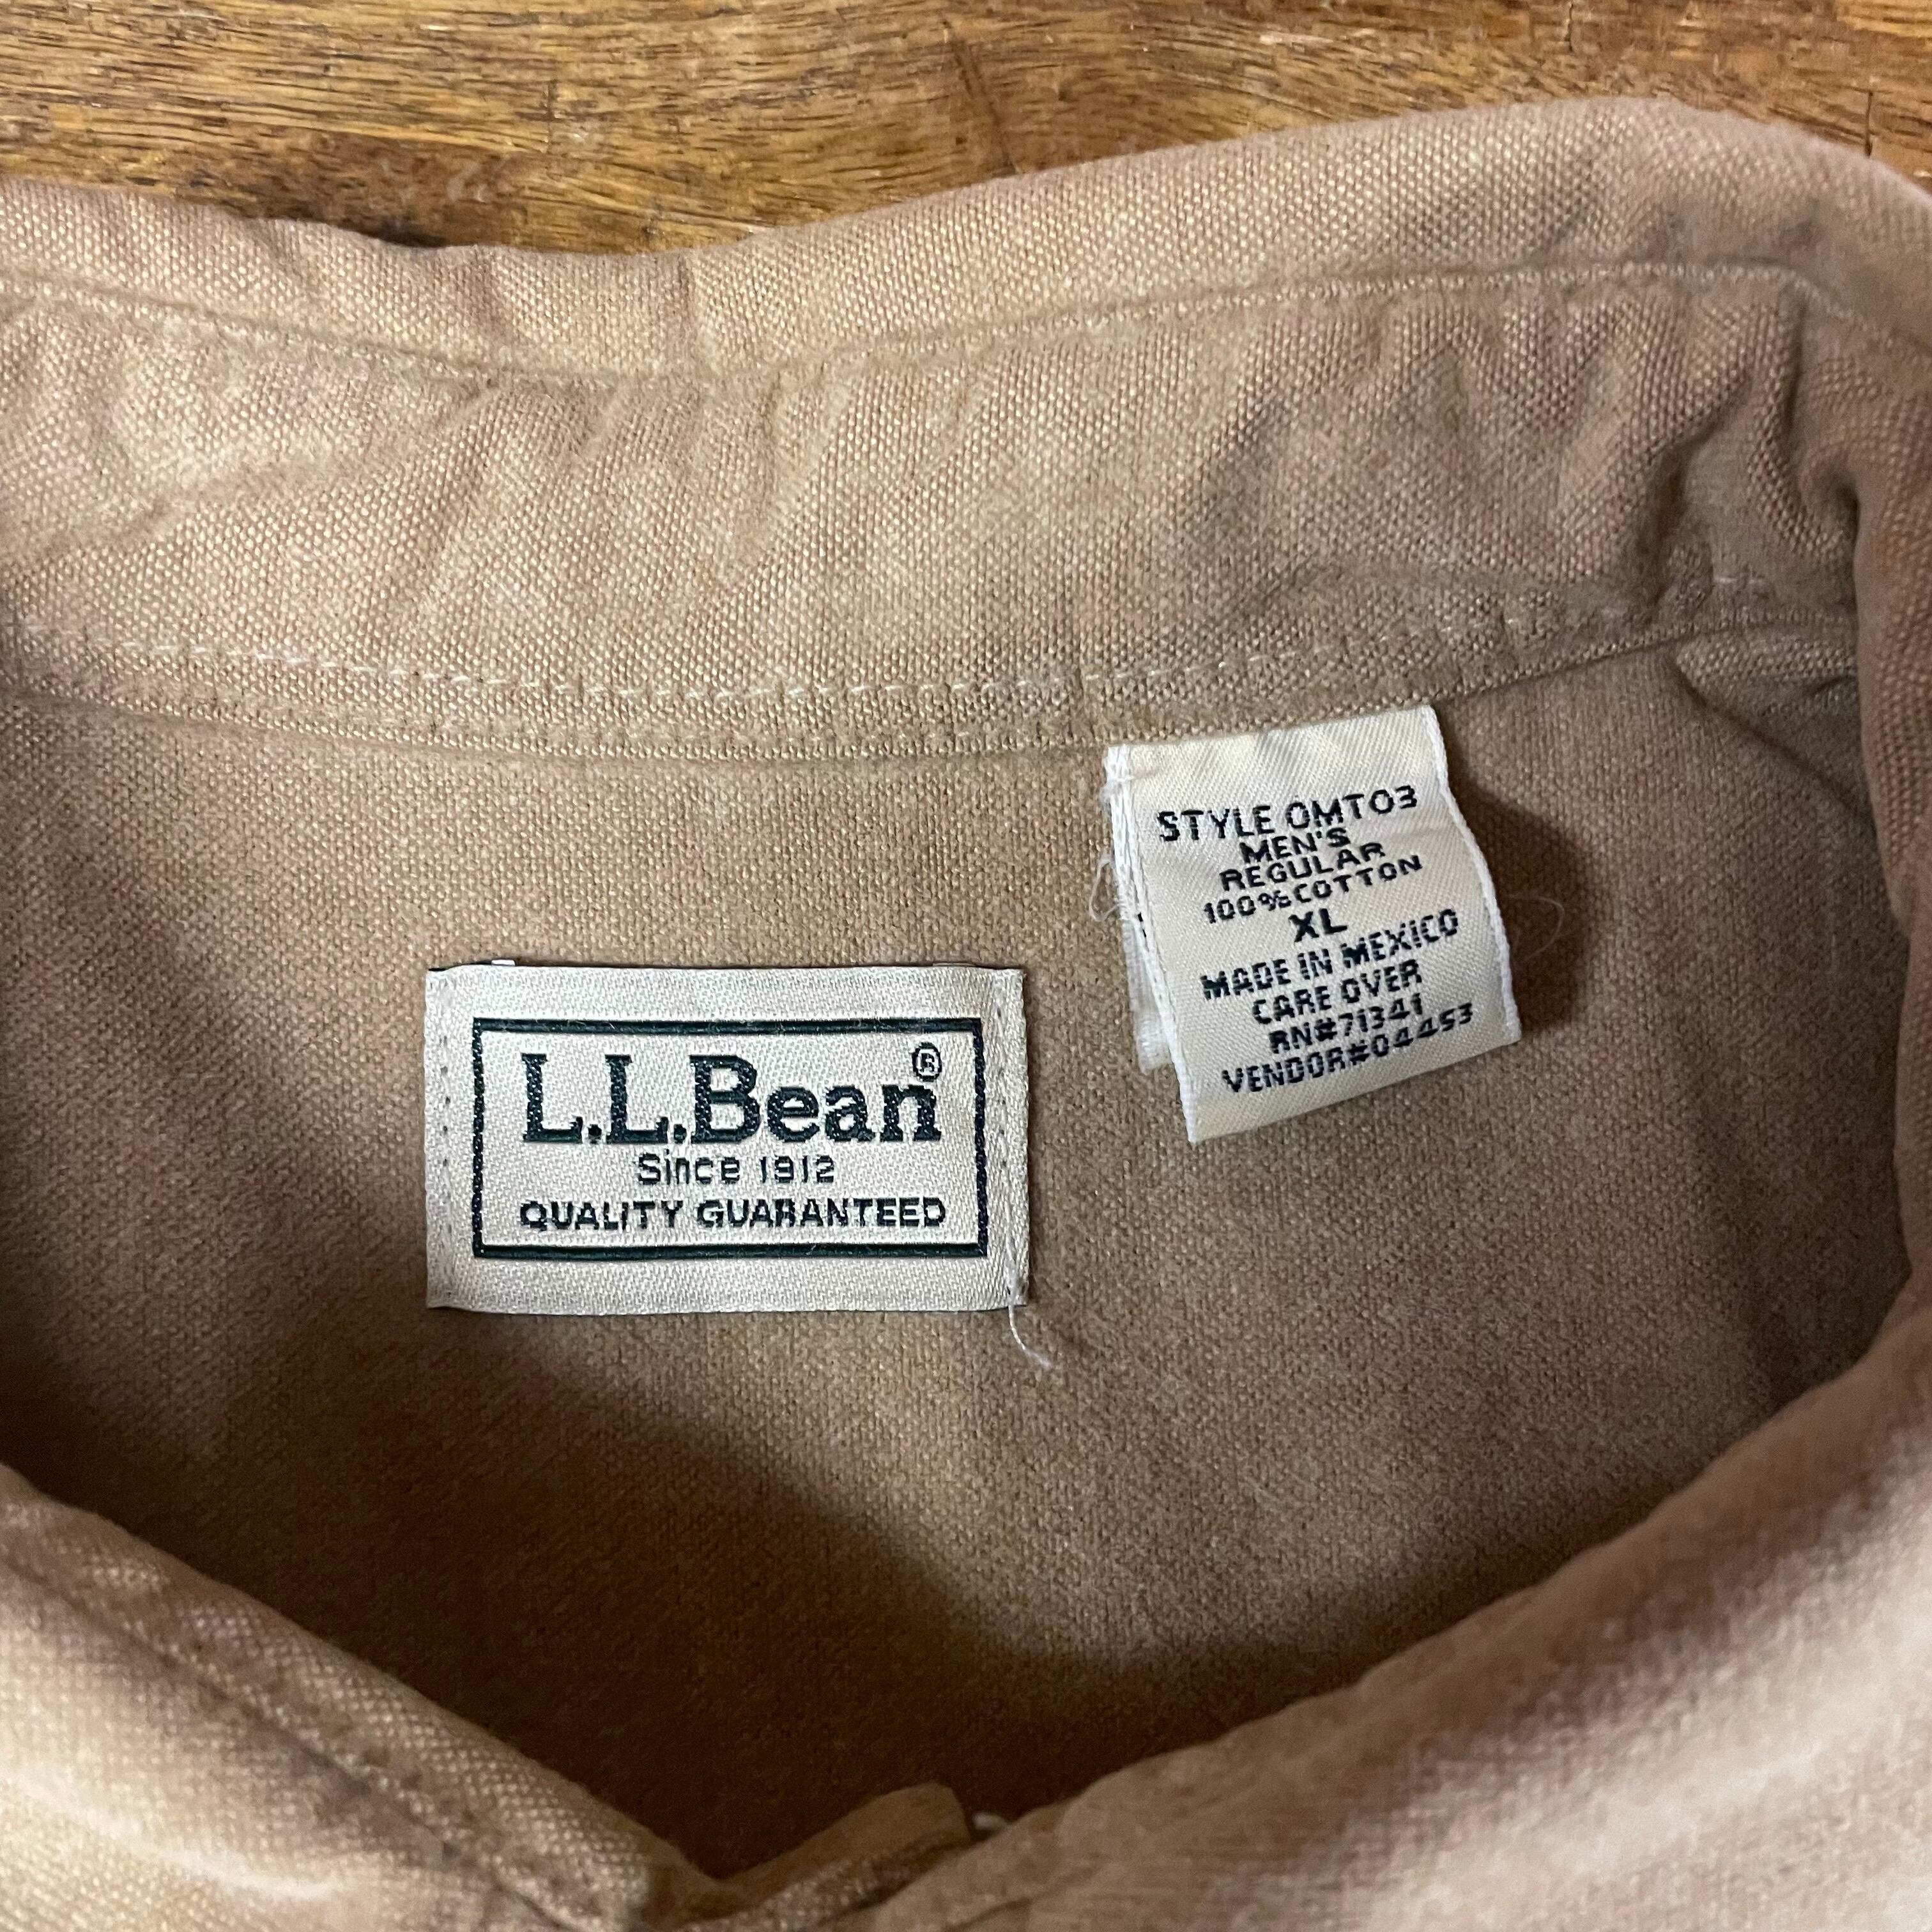 L.L.Bean®
Since 1912
QUALITY GUARANTEED
STYLE 0MT03
MEN'S
REGULAR
100% COTTON
XL
MADE IN MEXICO
CARE OVER
RN#71341
VENDOR#04453